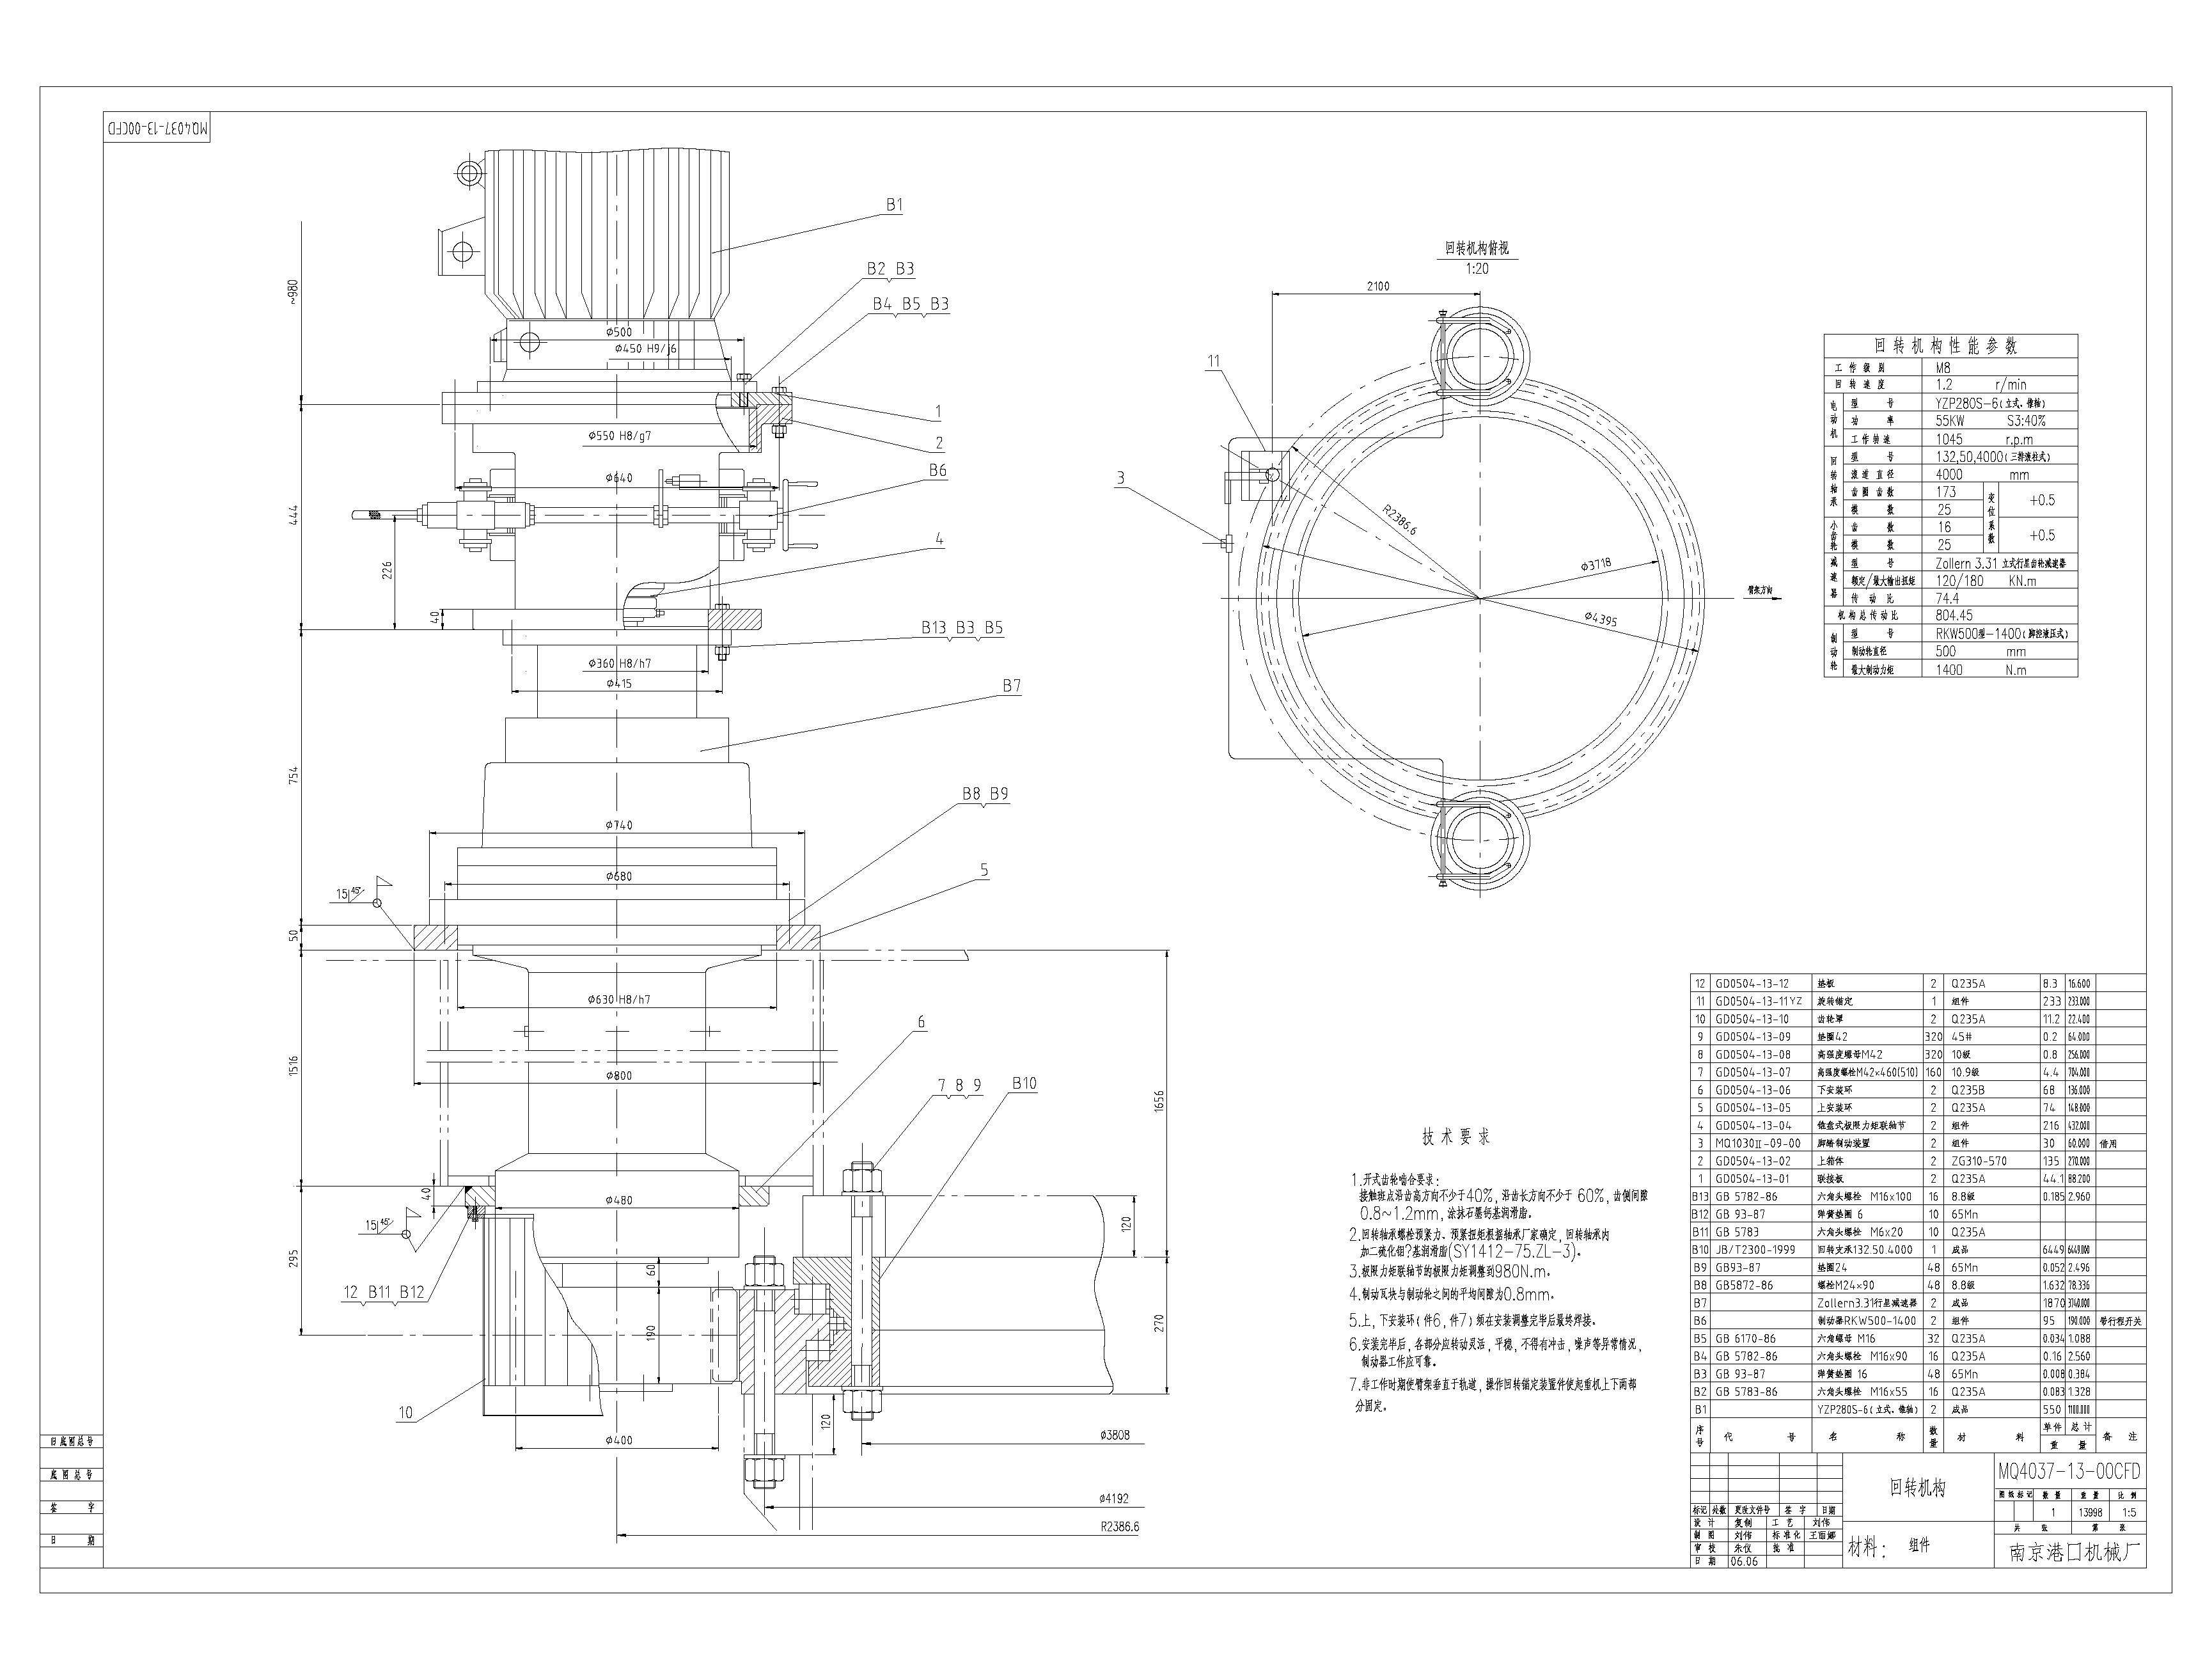 MQ4037-13-00CFD
B1
B2 B3
B4 B5 B3
~980
φ500
φ450 H9/j6
1
φ550 H8/g7
2
B6
φ640
444
226
4
40
B13 B3 B5
φ360 H8/h7
φ415
B7
754
B8 B9
φ740
φ680
5
15 45°
50
φ630 H8/h7
6
1516
φ800
7 8 9
B10
1656
40
φ480
15 45°
120
295
60
12 B11 B12
190
270
10
120
φ400
φ3808
φ4192
R2386.6
回转机构俯视
1:20
2100
11
3
R2386.6
φ3718
φ4395
臂架方向
回转机构性能参数
工作级别 M8
回转速度 1.2 r/min
电动机 型号 YZP280S-6(立式、锥轴)
功率 55KW S3:40%
工作转速 1045 r.p.m
回转轴承 型号 132,50,4000(三排滚柱式)
滚道直径 4000 mm
齿圈齿数 173 变位系数 +0.5
模数 25
小齿轮 齿数 16 +0.5
模数 25
减速器 型号 Zollern 3.31 立式行星齿轮减速器
额定/最大输出扭矩 120/180 KN.m
传动比 74.4
机构总传动比 804.45
制动轮 型号 RKW500型-1400(脚控液压式)
制动轮直径 500 mm
最大制动力矩 1400 N.m
技术要求
1.开式齿轮啮合要求:
接触斑点沿齿高方向不少于40%,沿齿长方向不少于 60%,齿侧间隙
0.8~1.2mm,涂抹石墨钙基润滑脂。
2.回转轴承螺栓预紧力、预紧扭矩根据轴承厂家确定,回转轴承内
加二硫化钼?基润滑脂(SY1412-75.ZL-3)。
3.极限力矩联轴节的极限力矩调整到980N.m。
4.制动瓦块与制动轮之间的平均间隙为0.8mm。
5.上,下安装环(件6,件7)须在安装调整完毕后最终焊接。
6.安装完毕后,各部分应转动灵活,平稳,不得有冲击,噪声等异常情况,
制动器工作应可靠。
7.非工作时期使臂架垂直于轨道,操作回转锚定装置件使起重机上下两部
分固定。
12 GD0504-13-12 垫板 2 Q235A 8.3 16.600
11 GD0504-13-11YZ 旋转锚定 1 组件 233 233.000
10 GD0504-13-10 齿轮罩 2 Q235A 11.2 22.400
9 GD0504-13-09 垫圈42 320 45# 0.2 64.000
8 GD0504-13-08 高强度螺母M42 320 10级 0.8 256.000
7 GD0504-13-07 高强度螺栓M42×460(510) 160 10.9级 4.4 704.000
6 GD0504-13-06 下安装环 2 Q235B 68 136.000
5 GD0504-13-05 上安装环 2 Q235A 74 148.000
4 GD0504-13-04 锥盘式极限力矩联轴节 2 组件 216 432.000
3 MQ1030Ⅱ-09-00 脚踏制动装置 2 组件 30 60.000 借用
2 GD0504-13-02 上箱体 2 ZG310-570 135 270.000
1 GD0504-13-01 联接板 2 Q235A 44.1 88.200
B13 GB 5782-86 六角头螺栓 M16×100 16 8.8级 0.185 2.960
B12 GB 93-87 弹簧垫圈 6 10 65Mn
B11 GB 5783 六角头螺栓 M6×20 10 Q235A
B10 JB/T2300-1999 回转支承132.50.4000 1 成品 6449 6449.000
B9 GB93-87 垫圈24 48 65Mn 0.052 2.496
B8 GB5872-86 螺栓M24×90 48 8.8级 1.632 78.336
B7 Zollern3.31行星减速器 2 成品 1870 3740.000
B6 制动器RKW500-1400 2 组件 95 190.000 带行程开关
B5 GB 6170-86 六角螺母 M16 32 Q235A 0.034 1.088
B4 GB 5782-86 六角头螺栓 M16×90 16 Q235A 0.16 2.560
B3 GB 93-87 弹簧垫圈 16 48 65Mn 0.008 0.384
B2 GB 5783-86 六角头螺栓 M16×55 16 Q235A 0.083 1.328
B1 YZP280S-6(立式、锥轴) 2 成品 550 1100.000
序号 代号 名称 数量 材料 单件 总计 重量 备注
标记 处数 更改文件号 签字 日期
设计 复制 工艺 刘伟
制图 刘伟 标准化 王丽娜
审核 朱仪 批准
日期 06.06
回转机构
材料: 组件
MQ4037-13-00CFD
图纸标记 数量 重量 比例
1 13998 1:5
共 张 第 张
南京港口机械厂
旧底图总号
底图总号
签字
日期